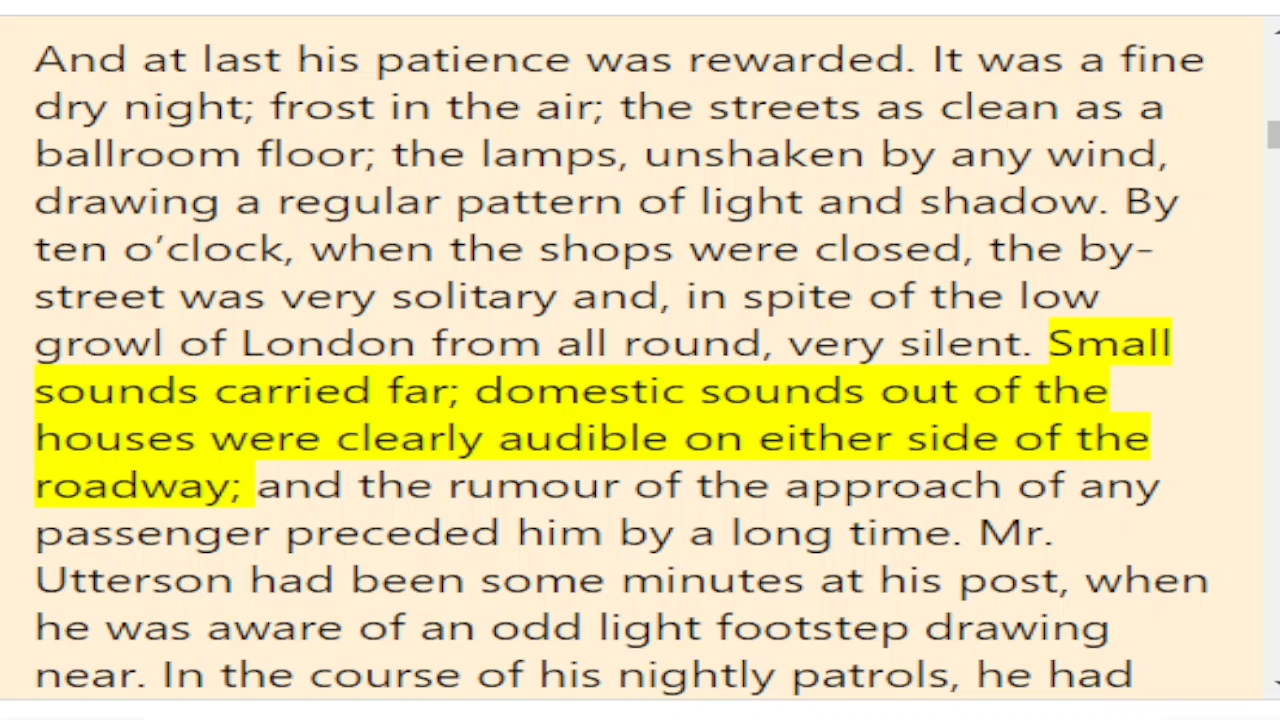 And at last his patience was rewarded. It was a fine
dry night; frost in the air; the streets as clean as a
ballroom floor; the lamps, unshaken by any wind,
drawing a regular pattern of light and shadow. By
ten o’clock, when the shops were closed, the by-
street was very solitary and, in spite of the low
growl of London from all round, very silent. Small
sounds carried far; domestic sounds out of the
houses were clearly audible on either side of the
roadway; and the rumour of the approach of any
passenger preceded him by a long time. Mr.
Utterson had been some minutes at his post, when
he was aware of an odd light footstep drawing
near. In the course of his nightly patrols, he had